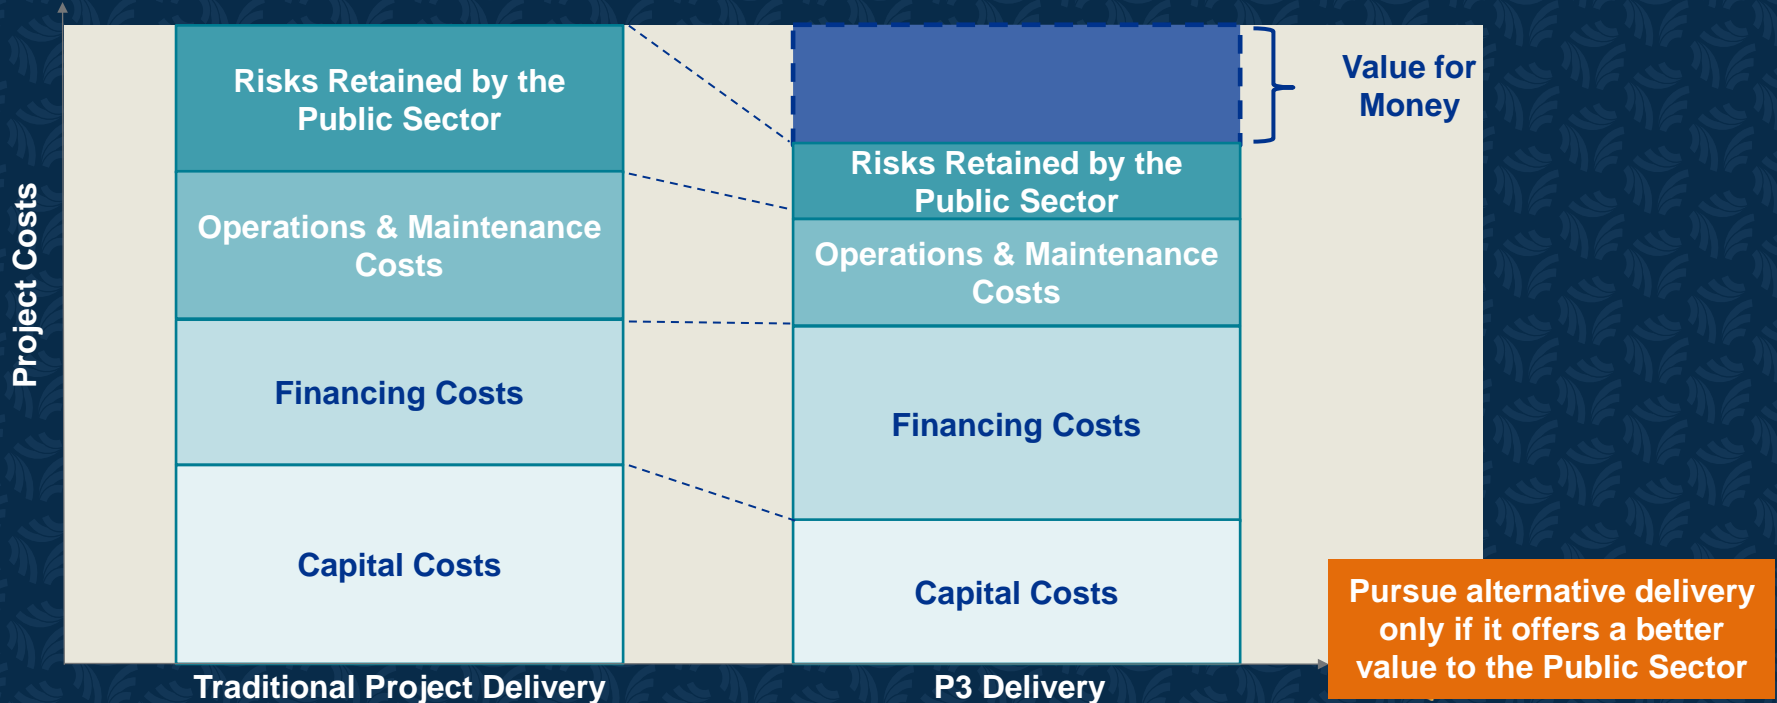 Project Costs
Risks Retained by the
Public Sector
Operations & Maintenance
Costs
Financing Costs
Capital Costs
Traditional Project Delivery
Risks Retained by the
Public Sector
Operations & Maintenance
Costs
Financing Costs
Capital Costs
P3 Delivery
Value for
Money
Pursue alternative delivery
only if it offers a better
value to the Public Sector